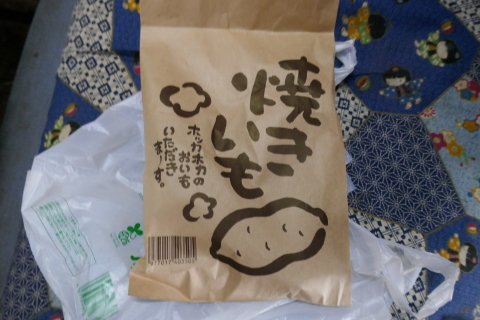 焼き
いも
ホッカホカの
おいも
いただき
まーす。